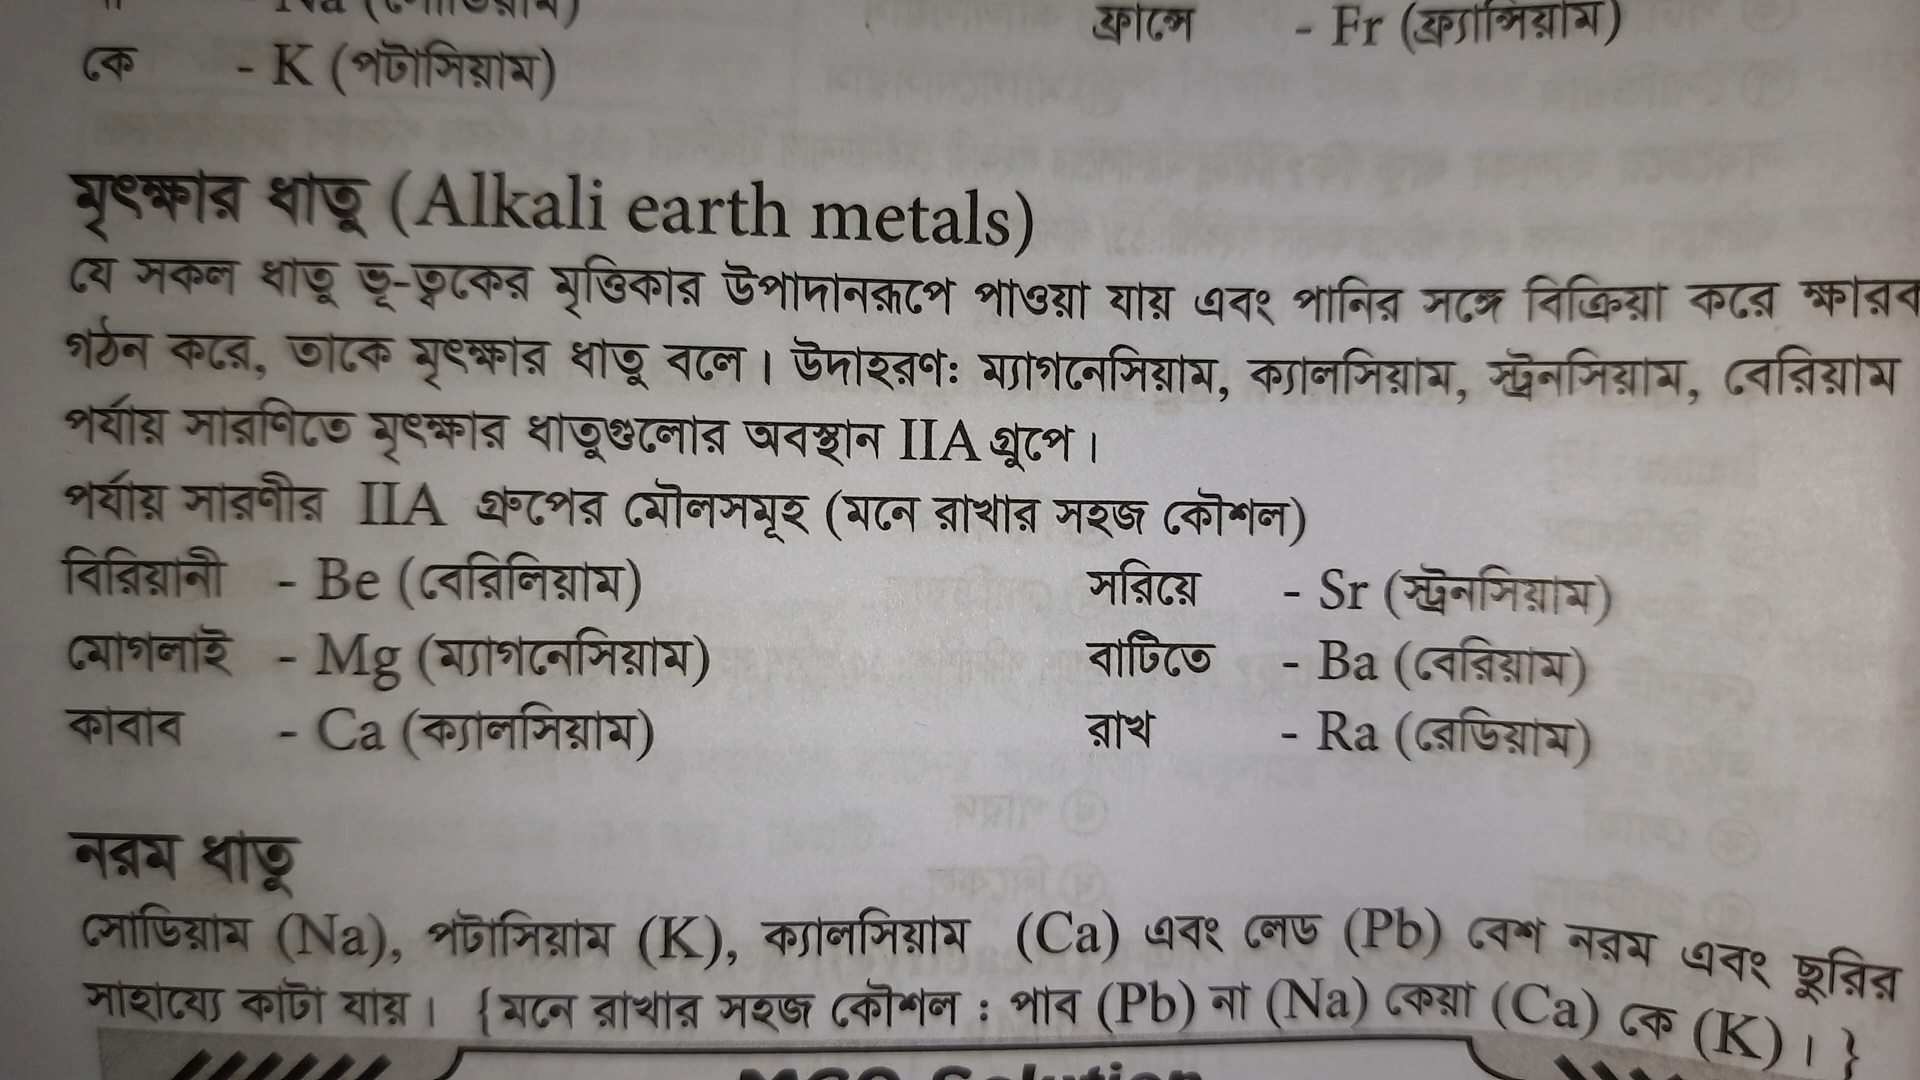 - Na (সোডিয়াম)
ফ্রান্সে - Fr (ফ্র্যান্সিয়াম)
কে - K (পটাসিয়াম)
মৃৎক্ষার ধাতু (Alkali earth metals)
যে সকল ধাতু ভূ-ত্বকের মৃত্তিকার উপাদানরূপে পাওয়া যায় এবং পানির সঙ্গে বিক্রিয়া করে
গঠন করে, তাকে মৃৎক্ষার ধাতু বলে। উদাহরণ: ম্যাগনেসিয়াম, ক্যালসিয়াম, স্ট্রনসিয়াম, বেরিয়াম
পর্যায় সারণিতে মৃৎক্ষার ধাতুগুলোর অবস্থান IIA গ্রুপে।
পর্যায় সারণীর IIA গ্রুপের মৌলসমূহ (মনে রাখার সহজ কৌশল)
বিরিয়ানী - Be (বেরিলিয়াম) সরিয়ে - Sr (স্ট্রনসিয়াম)
মোগলাই - Mg (ম্যাগনেসিয়াম) বাটিতে - Ba (বেরিয়াম)
কাবাব - Ca (ক্যালসিয়াম) রাখ - Ra (রেডিয়াম)
নরম ধাতু
সোডিয়াম (Na), পটাসিয়াম (K), ক্যালসিয়াম (Ca) এবং লেড (Pb) বেশ নরম এবং ছুরির
সাহায্যে কাটা যায়। {মনে রাখার সহজ কৌশল : পাব (Pb) না (Na) কেয়া (Ca) কে (K)।}
MCQ Solution